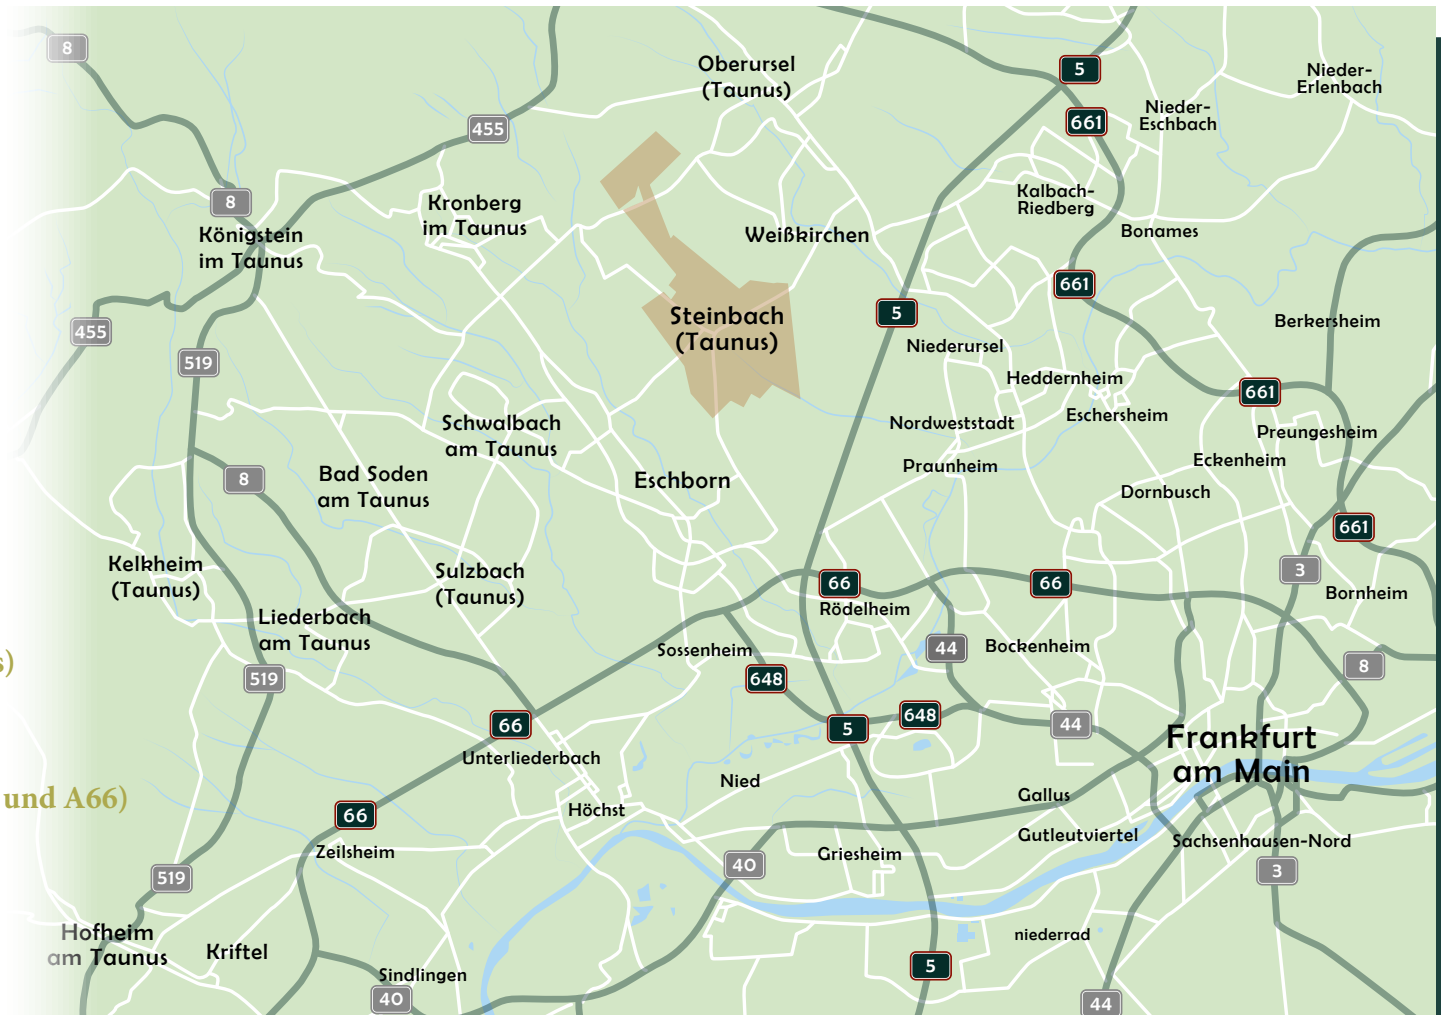 8
5
Oberursel
(Taunus)
Nieder-
Erlenbach
661
Nieder-
Eschbach
455
8
Kronberg
im Taunus
Kalbach-
Riedberg
Königstein
im Taunus
Weißkirchen
Bonames
661
455
5
Steinbach
(Taunus)
Berkersheim
519
Niederursel
Heddernheim
661
Schwalbach
am Taunus
Nordweststadt
Eschersheim
Preungesheim
Bad Soden
am Taunus
8
Eschborn
Praunheim
Eckenheim
Dornbusch
661
Kelkheim
(Taunus)
Sulzbach
(Taunus)
66
Rödelheim
66
3
Bornheim
Liederbach
am Taunus
s)
519
Sossenheim
648
44
Bockenheim
8
66
5
648
44
Frankfurt
am Main
Unterliederbach
Nied
und A66)
66
Höchst
Gallus
Zeilsheim
Griesheim
Gutleutviertel
Sachsenhausen-Nord
519
40
3
Hofheim
am Taunus
Kriftel
niederrad
Sindlingen
40
5
44